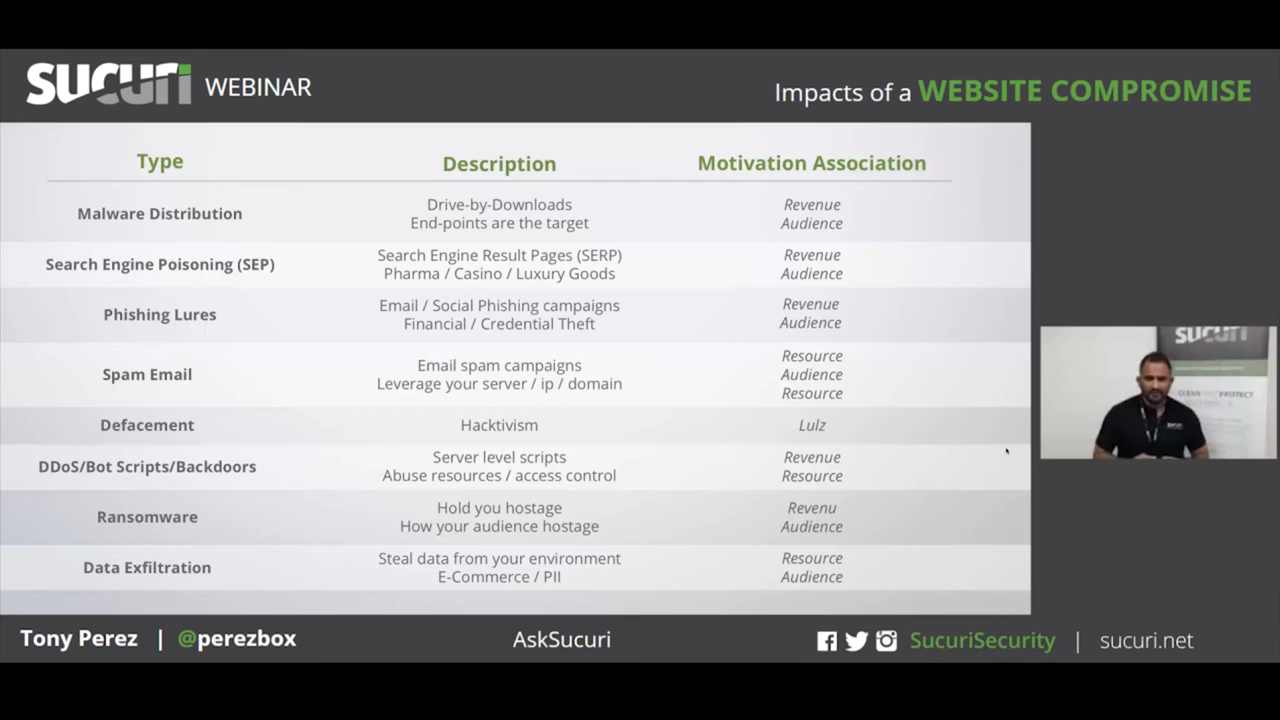 SUCURI WEBINAR
Impacts of a WEBSITE COMPROMISE
Type Description Motivation Association
Malware Distribution
Drive-by-Downloads
End-points are the target
Revenue
Audience
Search Engine Poisoning (SEP)
Search Engine Result Pages (SERP)
Pharma / Casino / Luxury Goods
Revenue
Audience
Phishing Lures
Email / Social Phishing campaigns
Financial / Credential Theft
Revenue
Audience
Spam Email
Email spam campaigns
Leverage your server / ip / domain
Resource
Audience
Resource
Defacement
Hacktivism
Lulz
DDoS/Bot Scripts/Backdoors
Server level scripts
Abuse resources / access control
Revenue
Resource
Ransomware
Hold you hostage
How your audience hostage
Revenu
Audience
Data Exfiltration
Steal data from your environment
E-Commerce / PII
Resource
Audience
SUCURI
CLEAN AND PROTECT
Tony Perez | @perezbox
AskSucuri
SucuriSecurity | sucuri.net